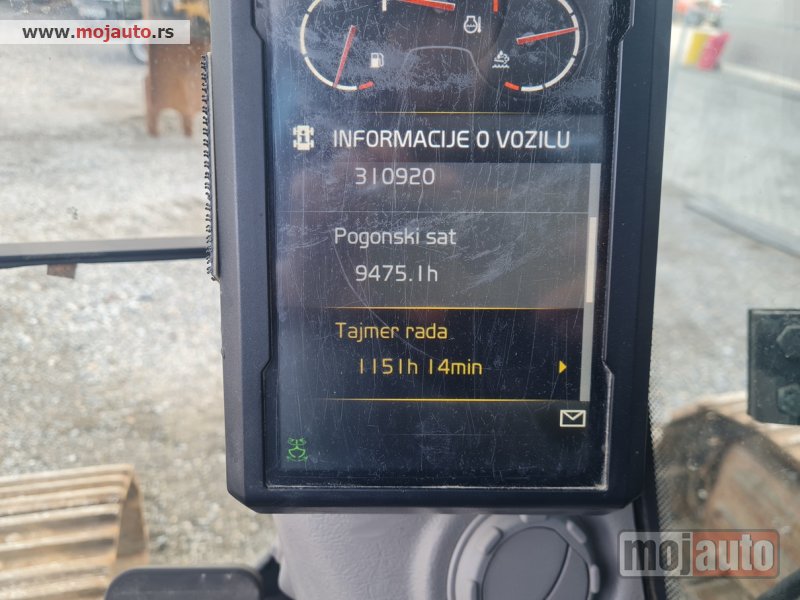 www.mojauto.rs
INFORMACIJE O VOZILU
310920
Pogonski sat
9475.1h
Tajmer rada
1151h 14min
mojauto